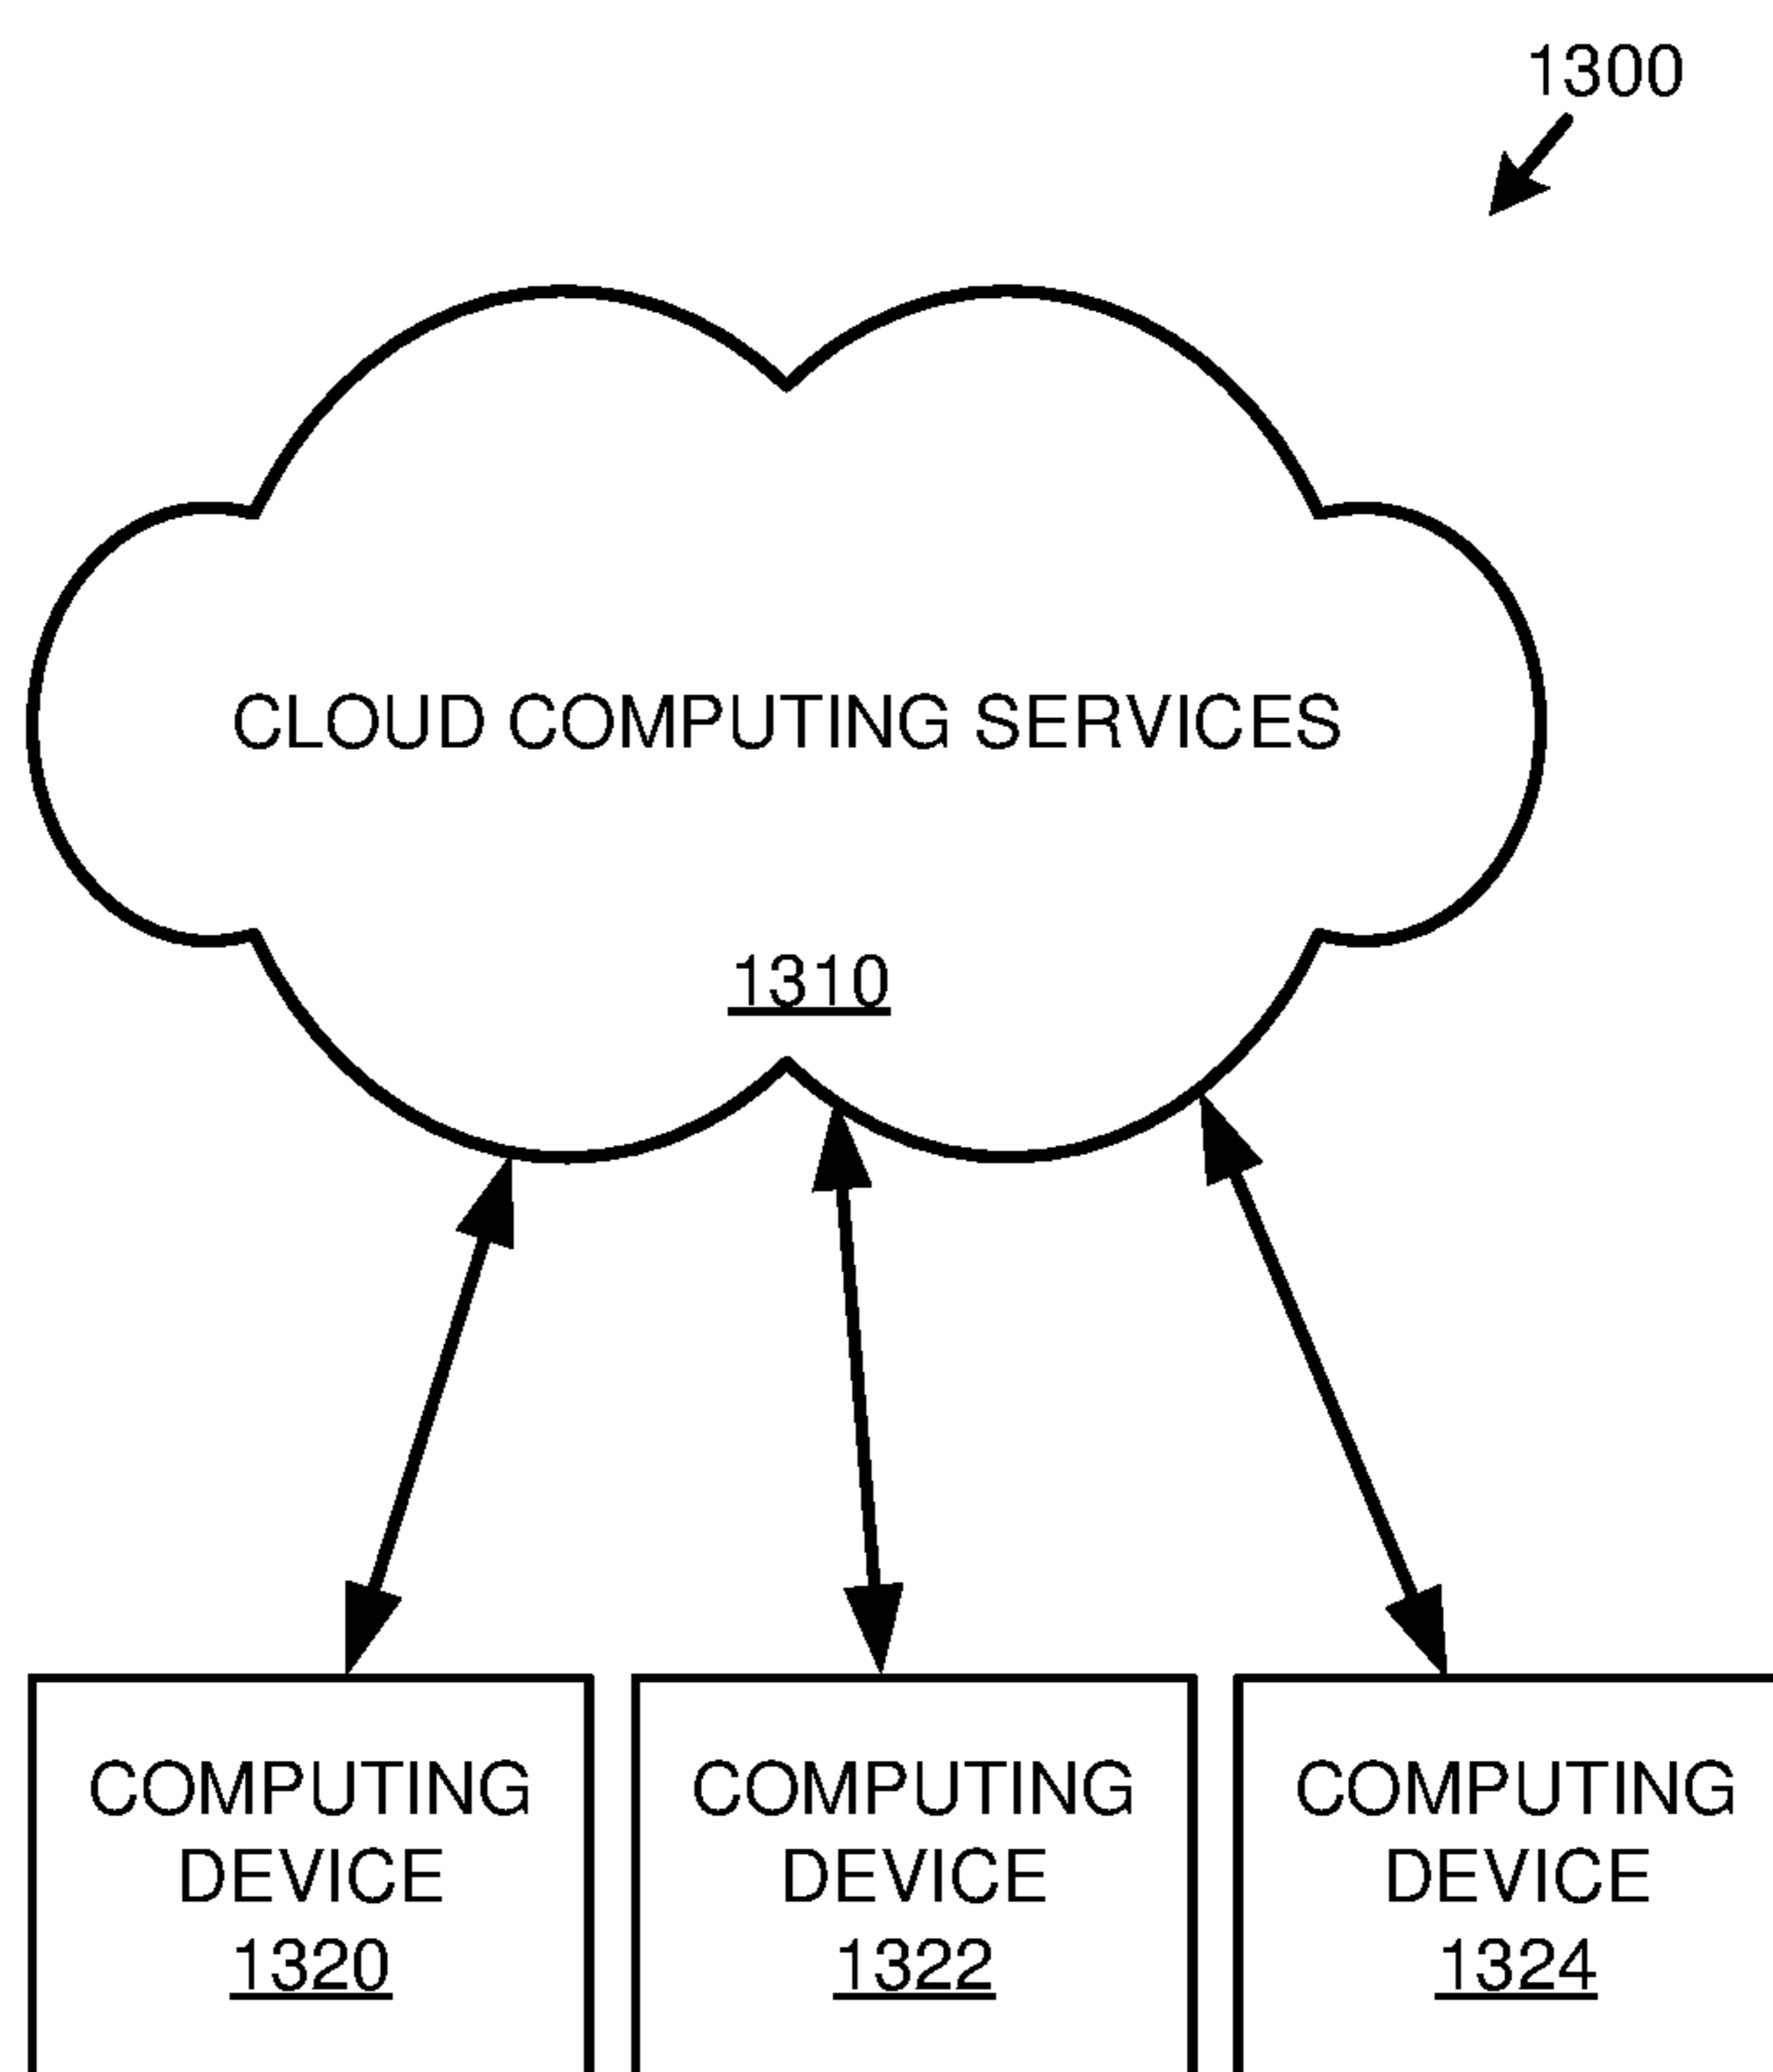 1300
CLOUD COMPUTING SERVICES
1310
COMPUTING
DEVICE
1320
COMPUTING
DEVICE
1322
COMPUTING
DEVICE
1324